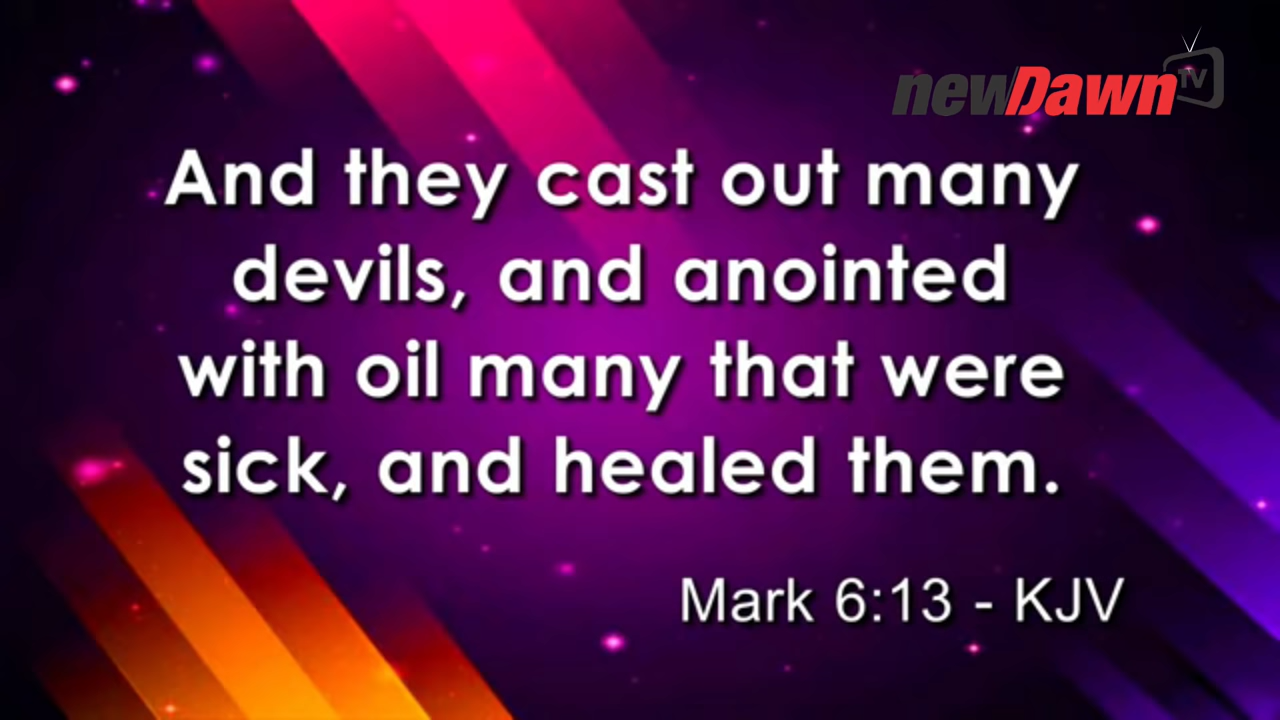 newDawn TV
And they cast out many
devils, and anointed
with oil many that were
sick, and healed them.
Mark 6:13 - KJV